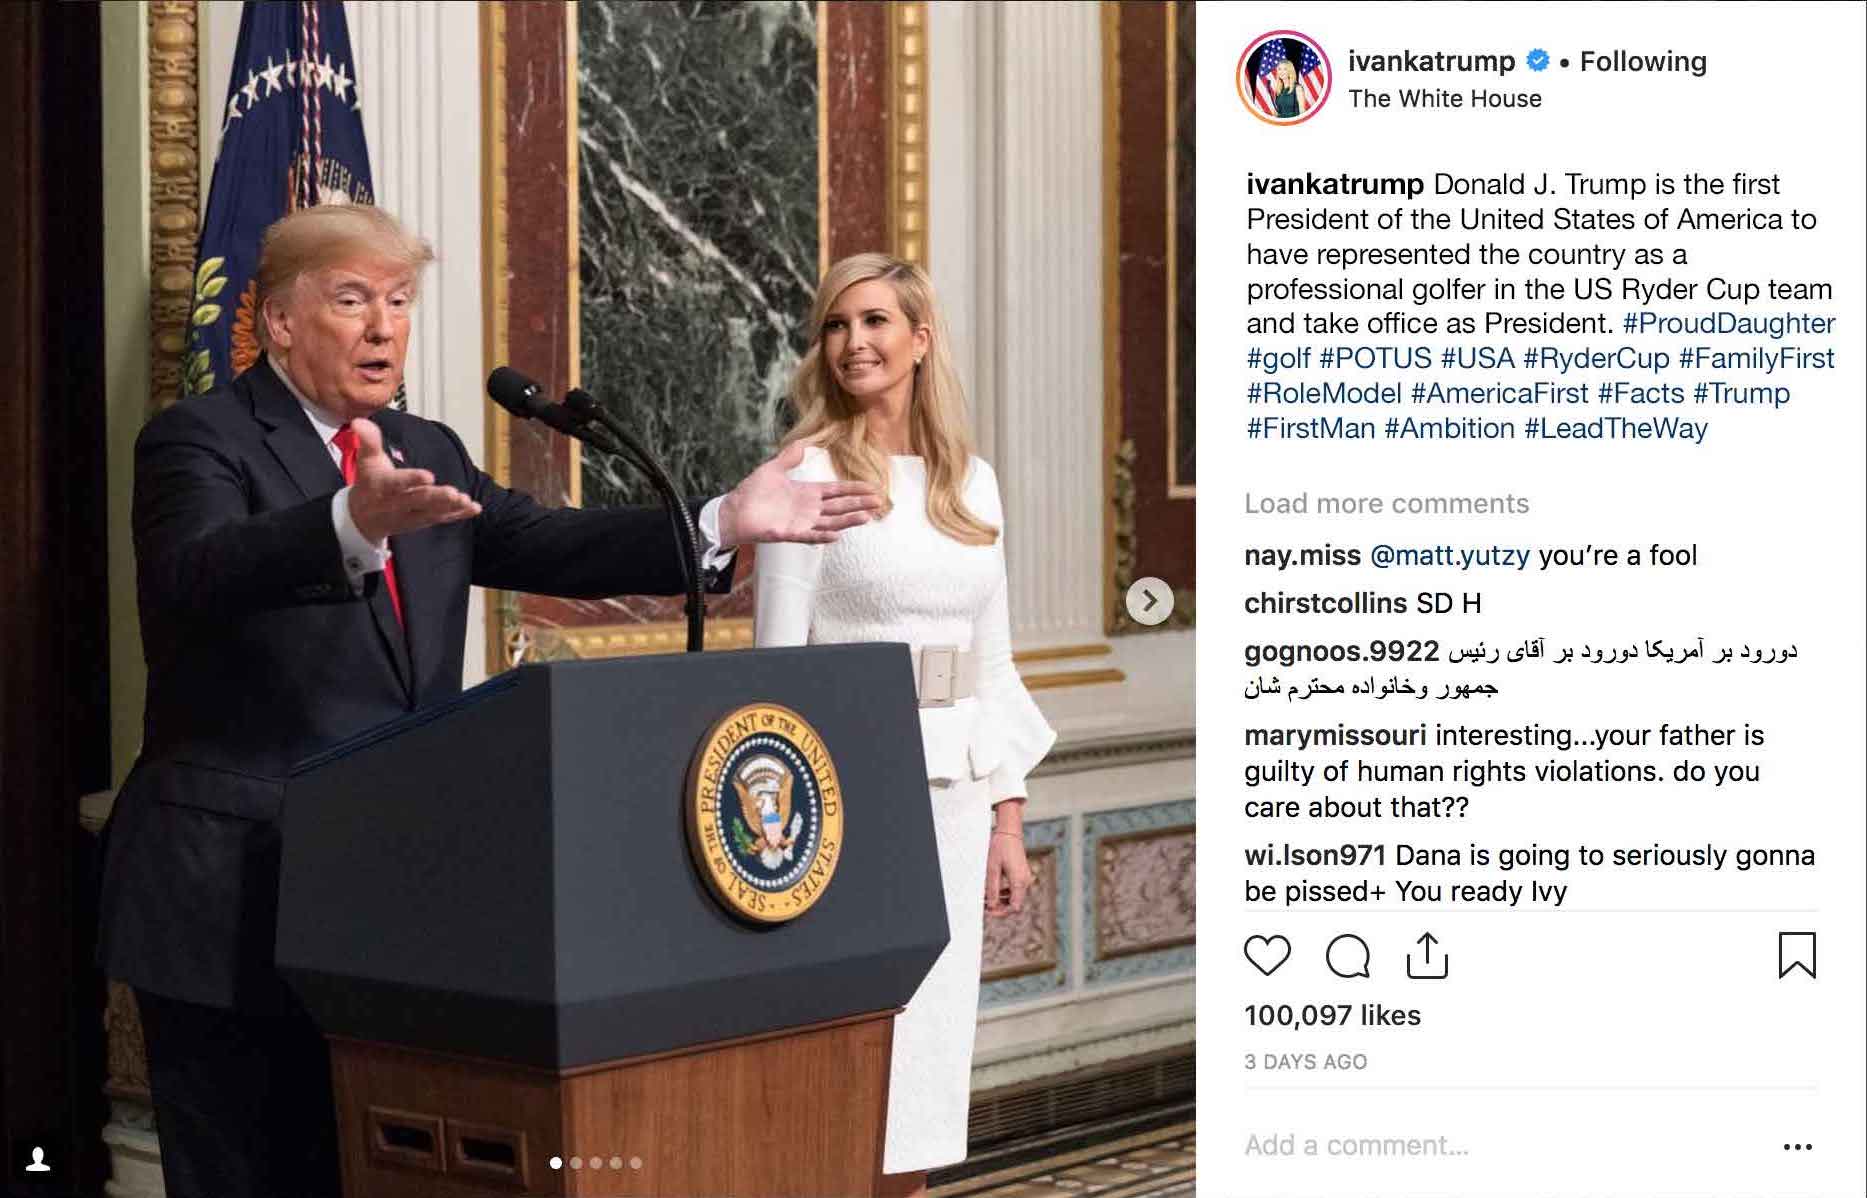 ivankatrump • Following
The White House
ivankatrump Donald J. Trump is the first
President of the United States of America to
have represented the country as a
professional golfer in the US Ryder Cup team
and take office as President. #ProudDaughter
#golf #POTUS #USA #RyderCup #FamilyFirst
#RoleModel #AmericaFirst #Facts #Trump
#FirstMan #Ambition #LeadTheWay
Load more comments
nay.miss @matt.yutzy you’re a fool
chirstcollins SD H
gognoos.9922 دورود بر آمریکا دورود بر آقای رئیس
جمهور وخانواده محترم شان
marymissouri interesting...your father is
guilty of human rights violations. do you
care about that??
wi.lson971 Dana is going to seriously gonna
be pissed+ You ready Ivy
100,097 likes
3 DAYS AGO
Add a comment...
SEAL OF THE PRESIDENT OF THE UNITED STATES